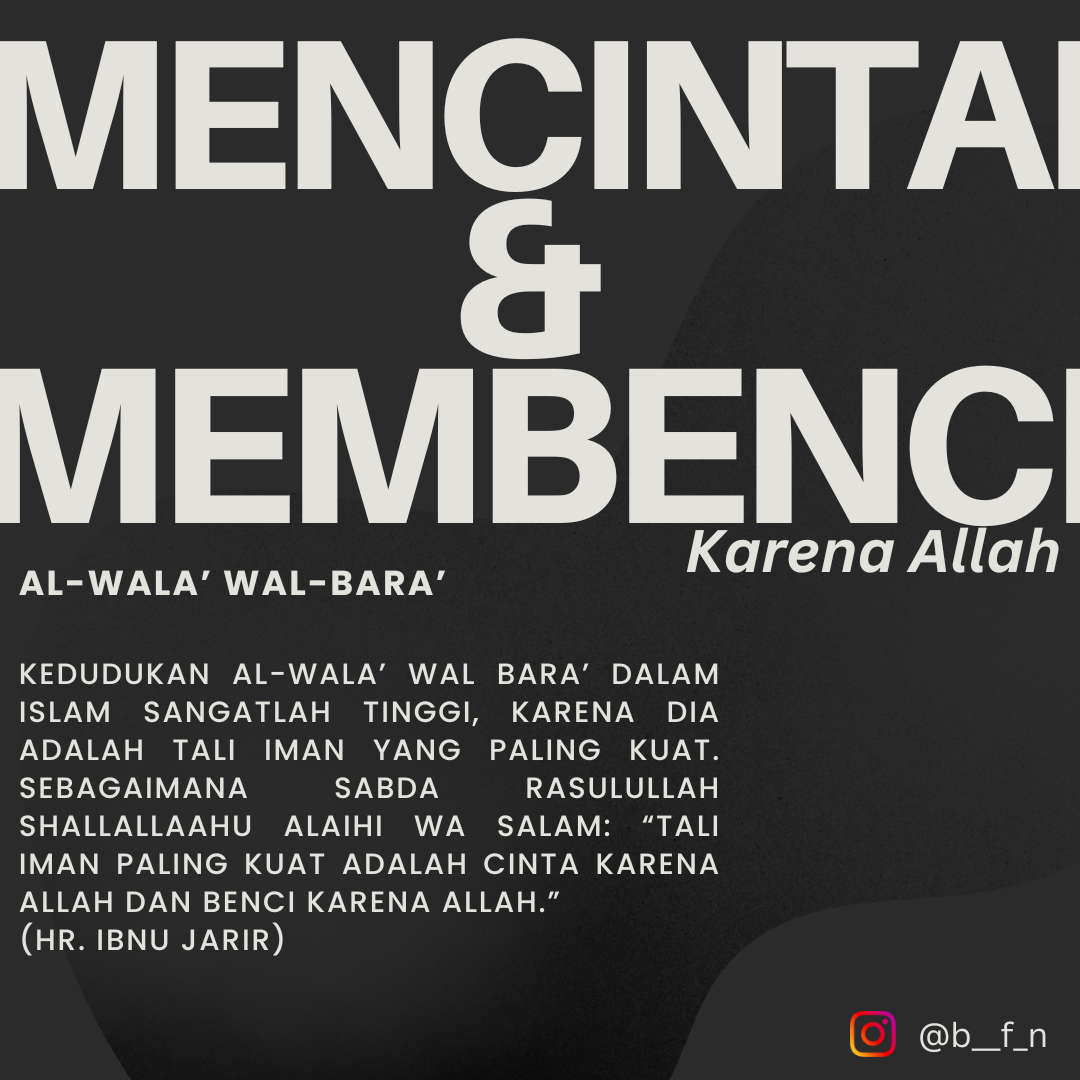 MENCINTAI
&
MEMBENCI
Karena Allah
AL-WALA’ WAL-BARA’
KEDUDUKAN AL-WALA’ WAL BARA’ DALAM
ISLAM SANGATLAH TINGGI, KARENA DIA
ADALAH TALI IMAN YANG PALING KUAT.
SEBAGAIMANA SABDA RASULULLAH
SHALLALLAAHU ALAIHI WA SALAM: “TALI
IMAN PALING KUAT ADALAH CINTA KARENA
ALLAH DAN BENCI KARENA ALLAH.”
(HR. IBNU JARIR)
@b__f_n